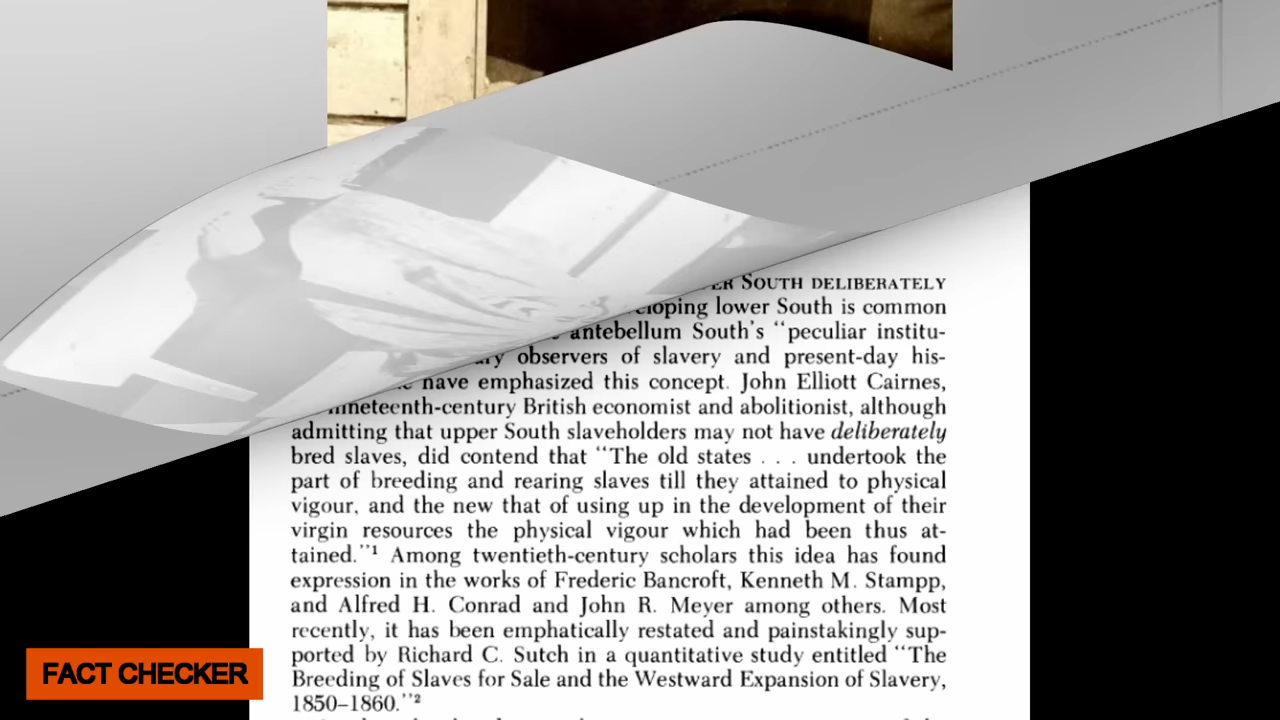 SOUTH DELIBERATELY
lower South is common
antebellum South's "peculiar institu-
observers of slavery and present-day his-
have emphasized this concept. John Elliott Cairnes,
nineteenth-century British economist and abolitionist, although
admitting that upper South slaveholders may not have deliberately
bred slaves, did contend that "The old states . . . undertook the
part of breeding and rearing slaves till they attained to physical
vigour, and the new that of using up in the development of their
virgin resources the physical vigour which had been thus at-
tained."¹ Among twentieth-century scholars this idea has found
expression in the works of Frederic Bancroft, Kenneth M. Stampp,
and Alfred H. Conrad and John R. Meyer among others. Most
recently, it has been emphatically restated and painstakingly sup-
ported by Richard C. Sutch in a quantitative study entitled "The
Breeding of Slaves for Sale and the Westward Expansion of Slavery,
1850–1860."²
FACT CHECKER